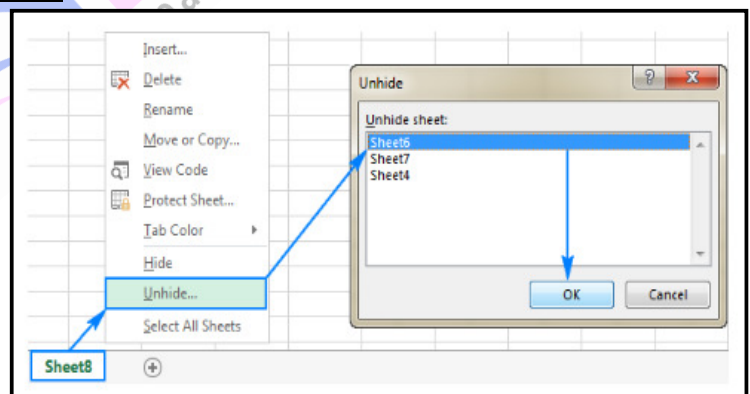 Insert...
Delete
Rename
Move or Copy...
View Code
Protect Sheet...
Tab Color
Hide
Unhide...
Select All Sheets
Sheet8
Unhide
Unhide sheet:
Sheet6
Sheet7
Sheet4
OK
Cancel